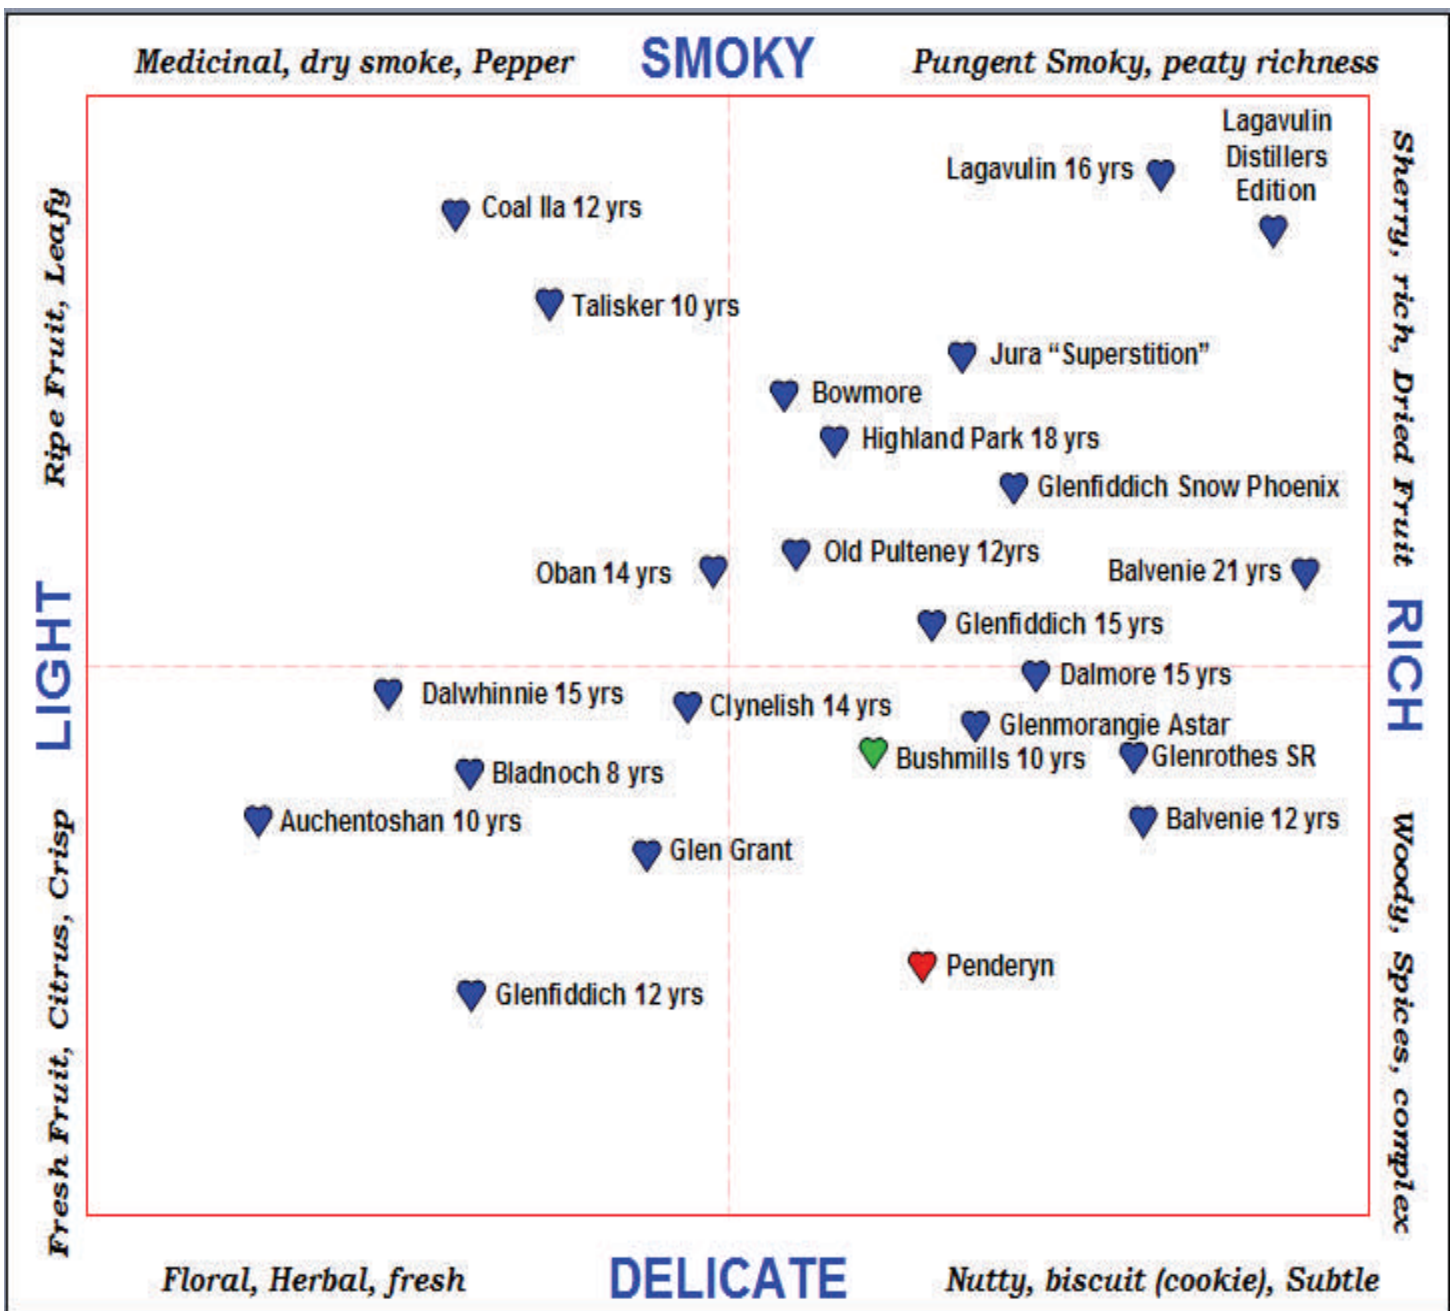 SMOKY
Medicinal, dry smoke, Pepper
Pungent Smoky, peaty richness
Lagavulin
Distillers
Edition
Lagavulin 16 yrs
Coal Ila 12 yrs
Talisker 10 yrs
Jura “Superstition”
Bowmore
Highland Park 18 yrs
Glenfiddich Snow Phoenix
Old Pulteney 12yrs
Oban 14 yrs
Balvenie 21 yrs
Glenfiddich 15 yrs
Dalmore 15 yrs
Dalwhinnie 15 yrs
Clynelish 14 yrs
Glenmorangie Astar
Bushmills 10 yrs
Glenrothes SR
Bladnoch 8 yrs
Auchentoshan 10 yrs
Balvenie 12 yrs
Glen Grant
Penderyn
Glenfiddich 12 yrs
Ripe Fruit, Leafy
LIGHT
Fresh Fruit, Citrus, Crisp
Sherry, rich, Dried Fruit
RICH
Woody, Spices, complex
Floral, Herbal, fresh
DELICATE
Nutty, biscuit (cookie), Subtle